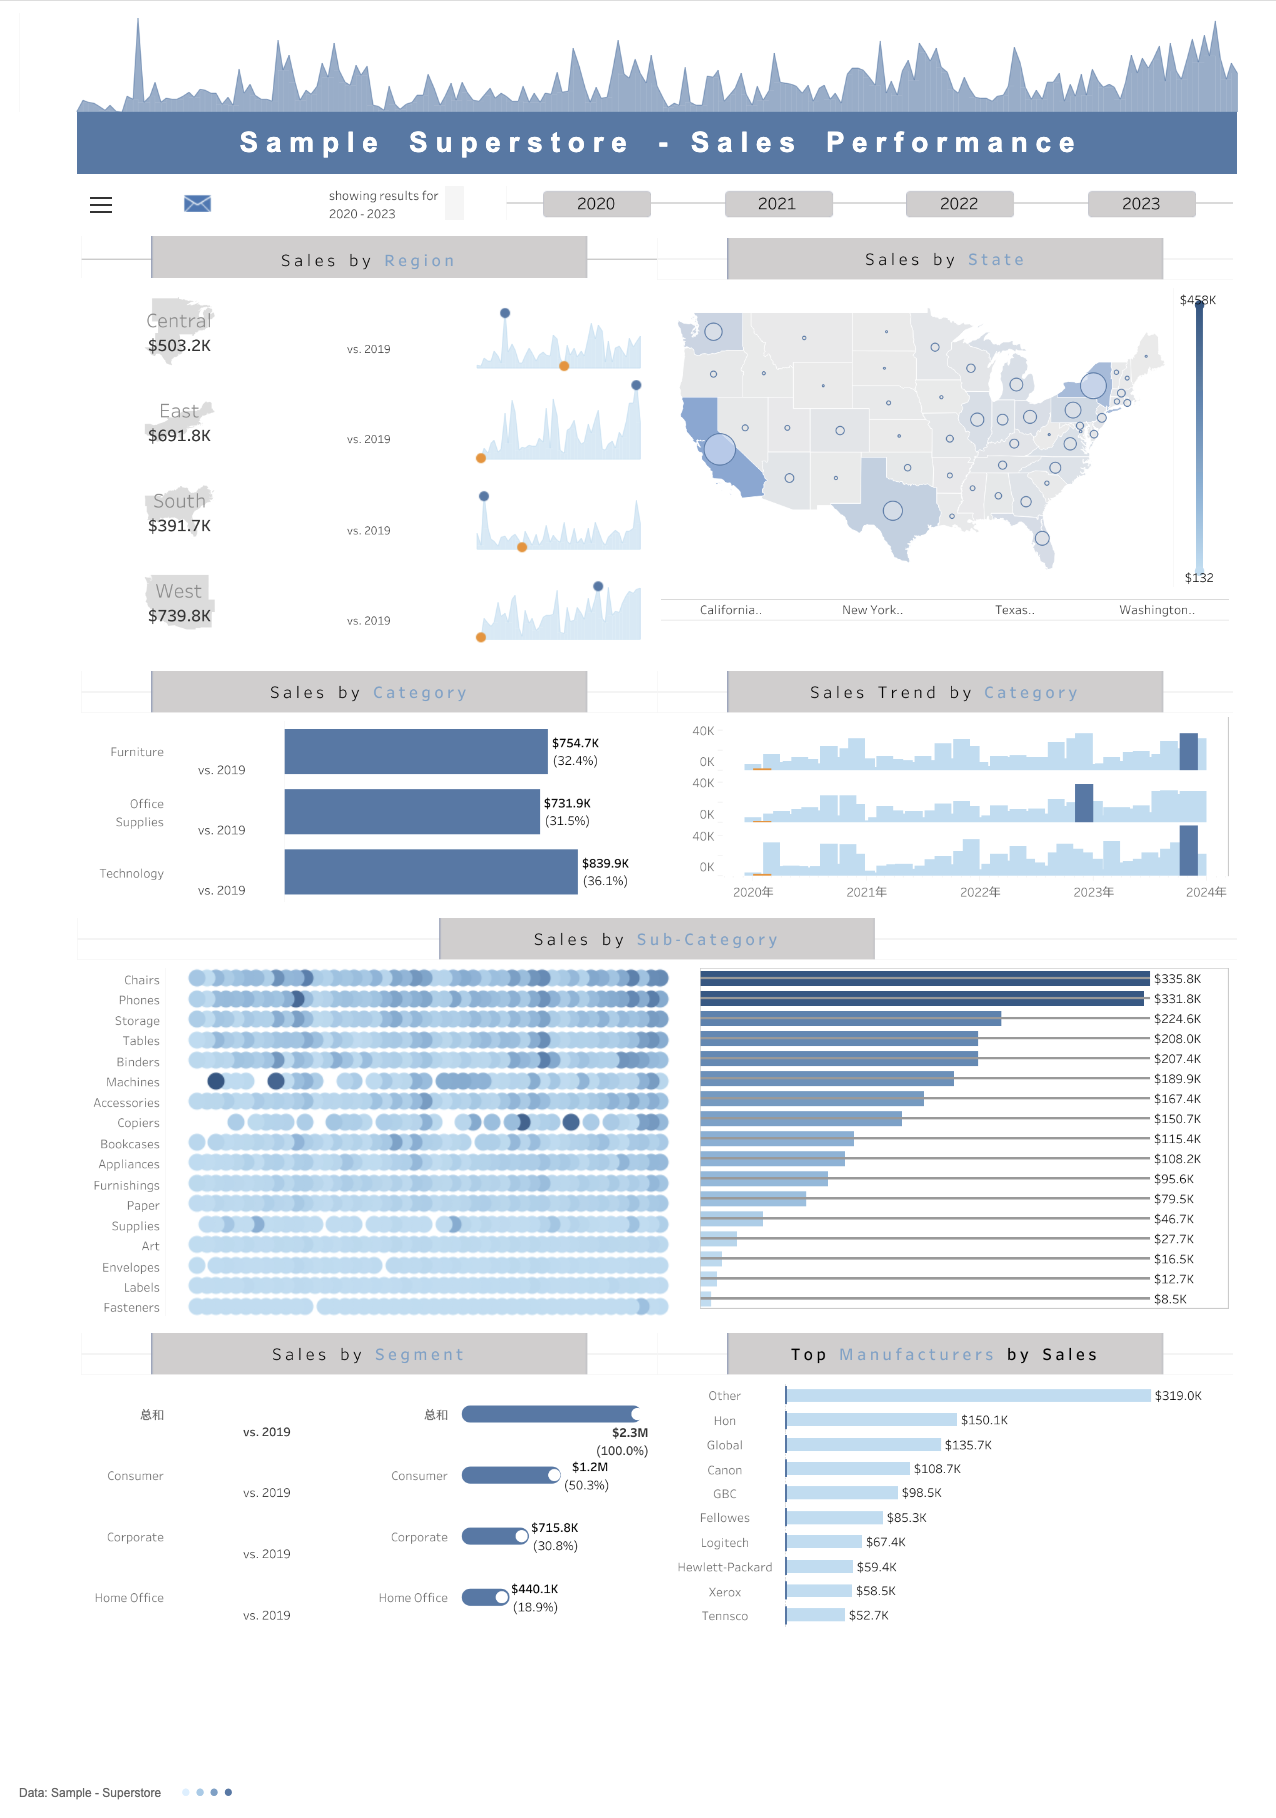 Sample Superstore - Sales Performance
showing results for
2020 - 2023
2020
2021
2022
2023
Sales by Region
Central
$503.2K
vs. 2019
East
$691.8K
vs. 2019
South
$391.7K
vs. 2019
West
$739.8K
vs. 2019
Sales by State
$458K
$132
California..
New York..
Texas..
Washington..
Sales by Category
Furniture
vs. 2019
$754.7K
(32.4%)
Office
Supplies
vs. 2019
$731.9K
(31.5%)
Technology
vs. 2019
$839.9K
(36.1%)
Sales Trend by Category
40K
0K
40K
0K
40K
0K
2020年
2021年
2022年
2023年
2024年
Sales by Sub-Category
Chairs
$335.8K
Phones
$331.8K
Storage
$224.6K
Tables
$208.0K
Binders
$207.4K
Machines
$189.9K
Accessories
$167.4K
Copiers
$150.7K
Bookcases
$115.4K
Appliances
$108.2K
Furnishings
$95.6K
Paper
$79.5K
Supplies
$46.7K
Art
$27.7K
Envelopes
$16.5K
Labels
$12.7K
Fasteners
$8.5K
Sales by Segment
总和
vs. 2019
总和
$2.3M
(100.0%)
Consumer
vs. 2019
Consumer
$1.2M
(50.3%)
Corporate
vs. 2019
Corporate
$715.8K
(30.8%)
Home Office
vs. 2019
Home Office
$440.1K
(18.9%)
Top Manufacturers by Sales
Other
$319.0K
Hon
$150.1K
Global
$135.7K
Canon
$108.7K
GBC
$98.5K
Fellowes
$85.3K
Logitech
$67.4K
Hewlett-Packard
$59.4K
Xerox
$58.5K
Tennsco
$52.7K
Data: Sample - Superstore